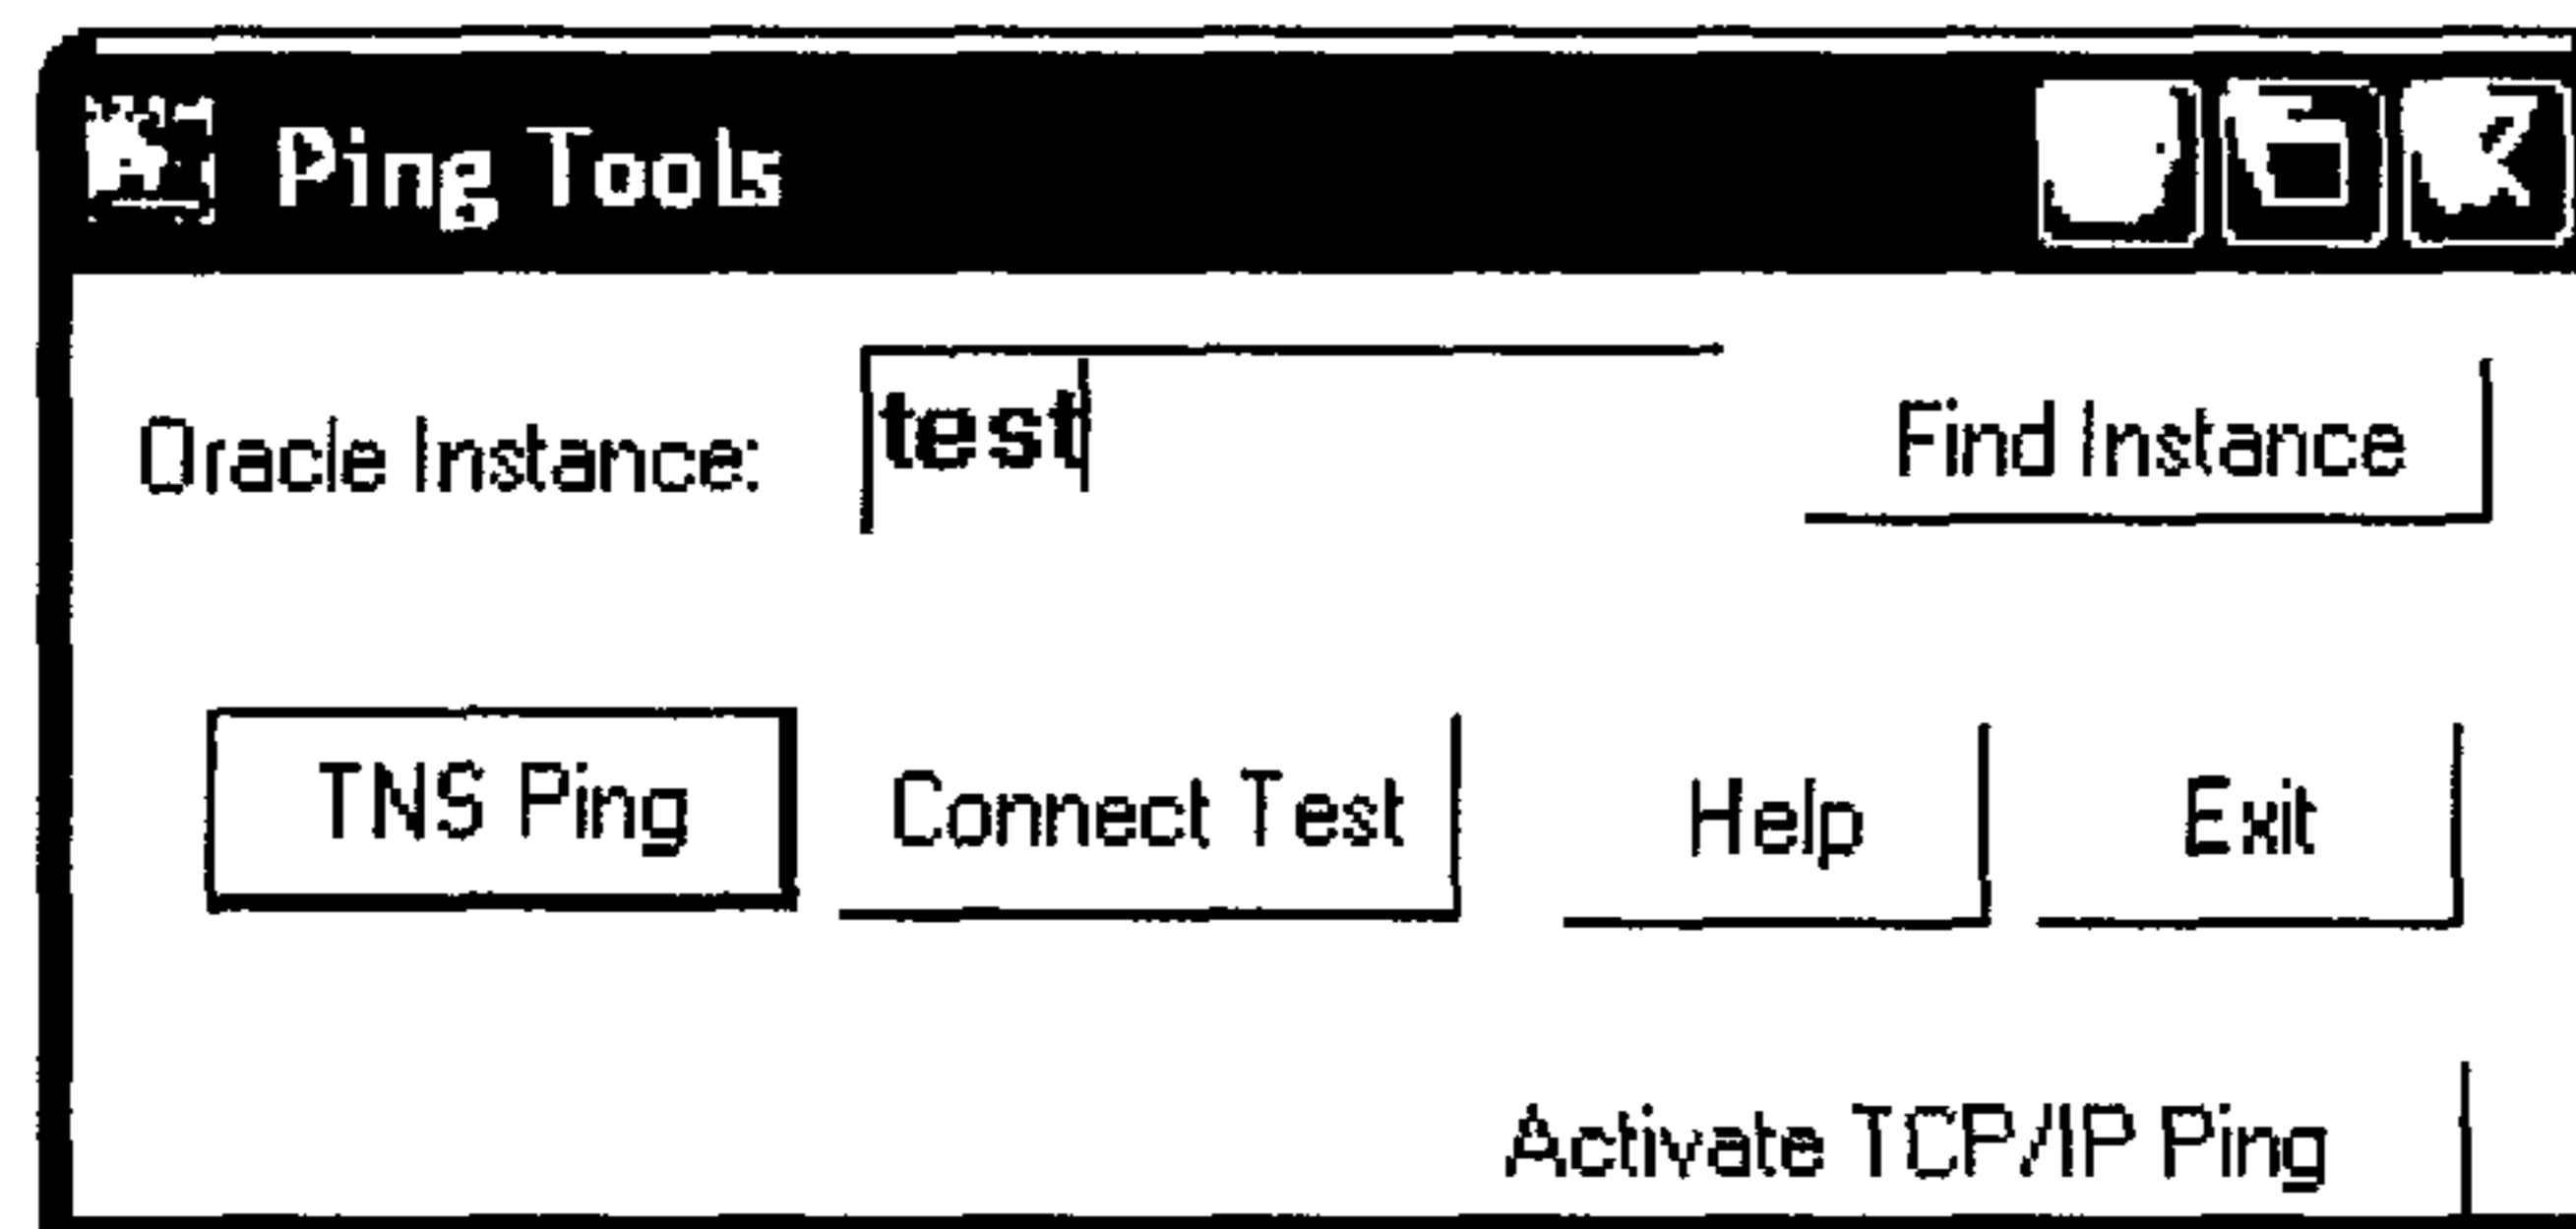 Ping Tools
Oracle Instance: test Find Instance
TNS Ping Connect Test Help Exit
Activate TCP/IP Ping